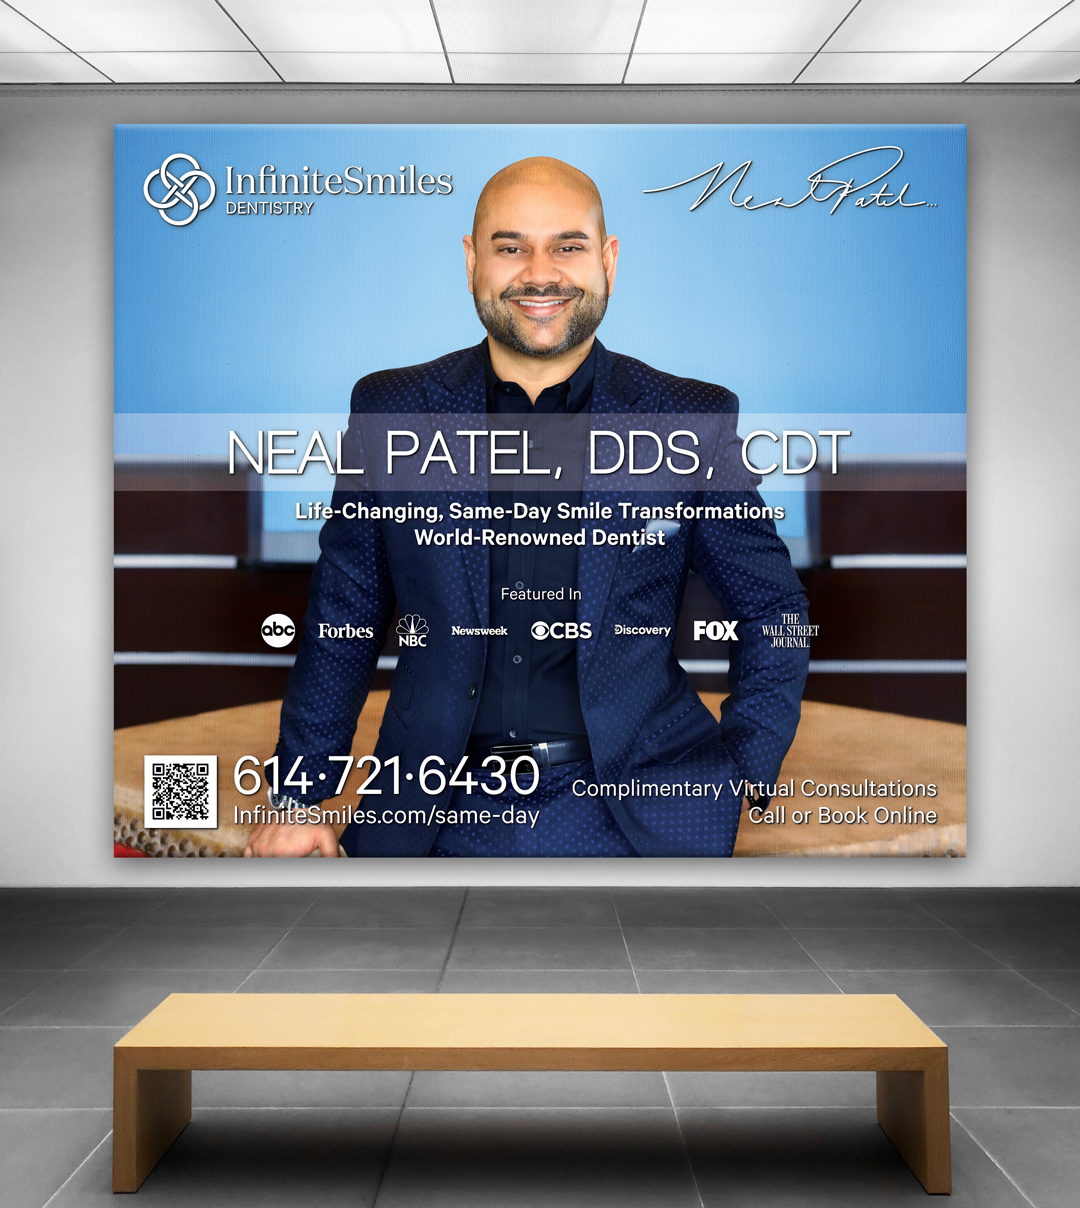 InfiniteSmiles
DENTISTRY
Neal Patel...
NEAL PATEL, DDS, CDT
Life-Changing, Same-Day Smile Transformations
World-Renowned Dentist
Featured In
abc
Forbes
NBC
Newsweek
CBS
Discovery
FOX
THE
WALL STREET
JOURNAL.
614·721·6430
InfiniteSmiles.com/same-day
Complimentary Virtual Consultations
Call or Book Online